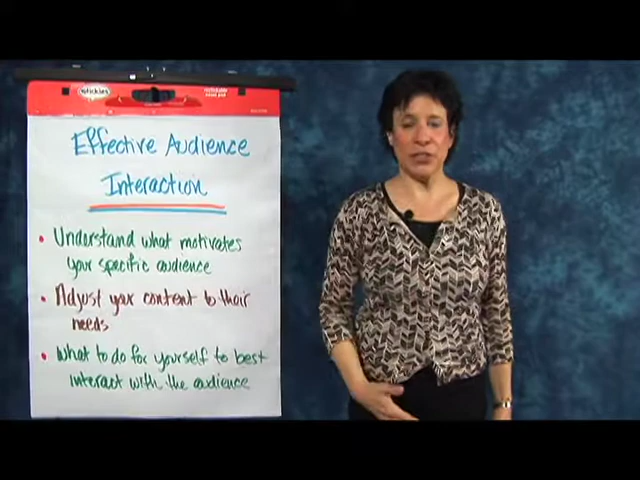 Effective Audience
Interaction
• Understand what motivates
your specific audience
• Adjust your content to their
needs
• What to do for yourself to best
interact with the audience